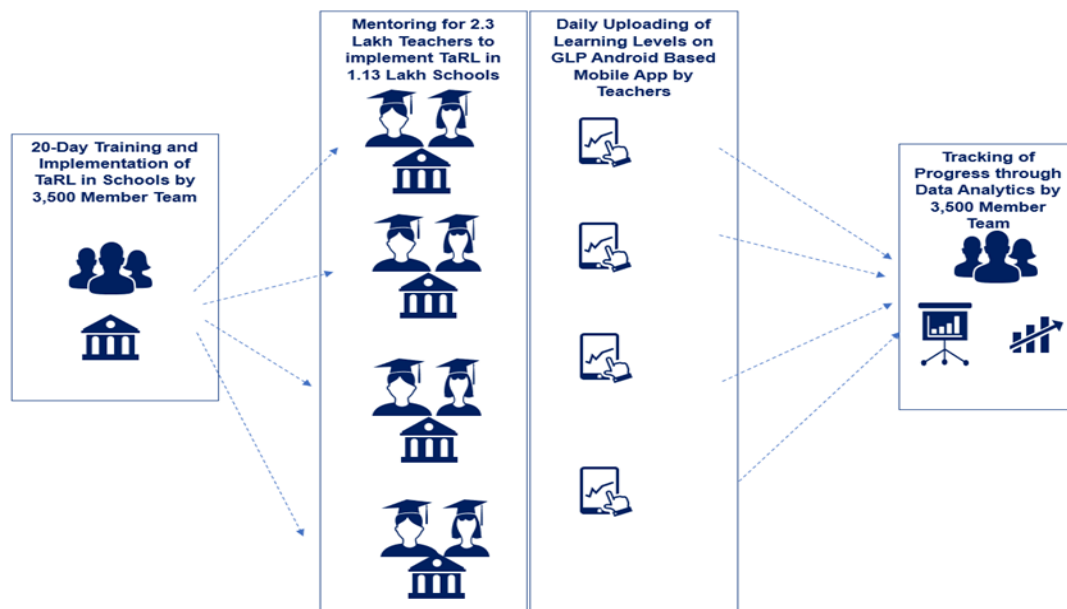 20-Day Training and
Implementation of
TaRL in Schools by
3,500 Member Team
Mentoring for 2.3
Lakh Teachers to
implement TaRL in
1.13 Lakh Schools
Daily Uploading of
Learning Levels on
GLP Android Based
Mobile App by
Teachers
Tracking of
Progress through
Data Analytics by
3,500 Member
Team